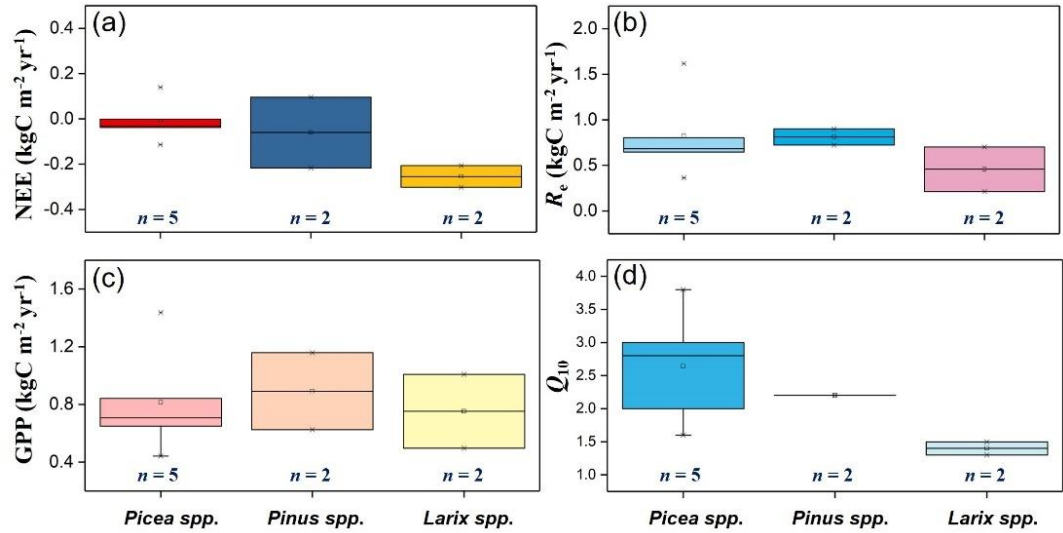 (a)
NEE (kgC m⁻² yr⁻¹)
0.4
0.2
0.0
-0.2
-0.4
n = 5
n = 2
n = 2
(b)
Rₑ (kgC m⁻² yr⁻¹)
2.0
1.5
1.0
0.5
0.0
n = 5
n = 2
n = 2
(c)
GPP (kgC m⁻² yr⁻¹)
1.6
1.2
0.8
0.4
n = 5
n = 2
n = 2
Picea spp.
Pinus spp.
Larix spp.
(d)
Q₁₀
4.0
3.5
3.0
2.5
2.0
1.5
1.0
n = 5
n = 2
n = 2
Picea spp.
Pinus spp.
Larix spp.